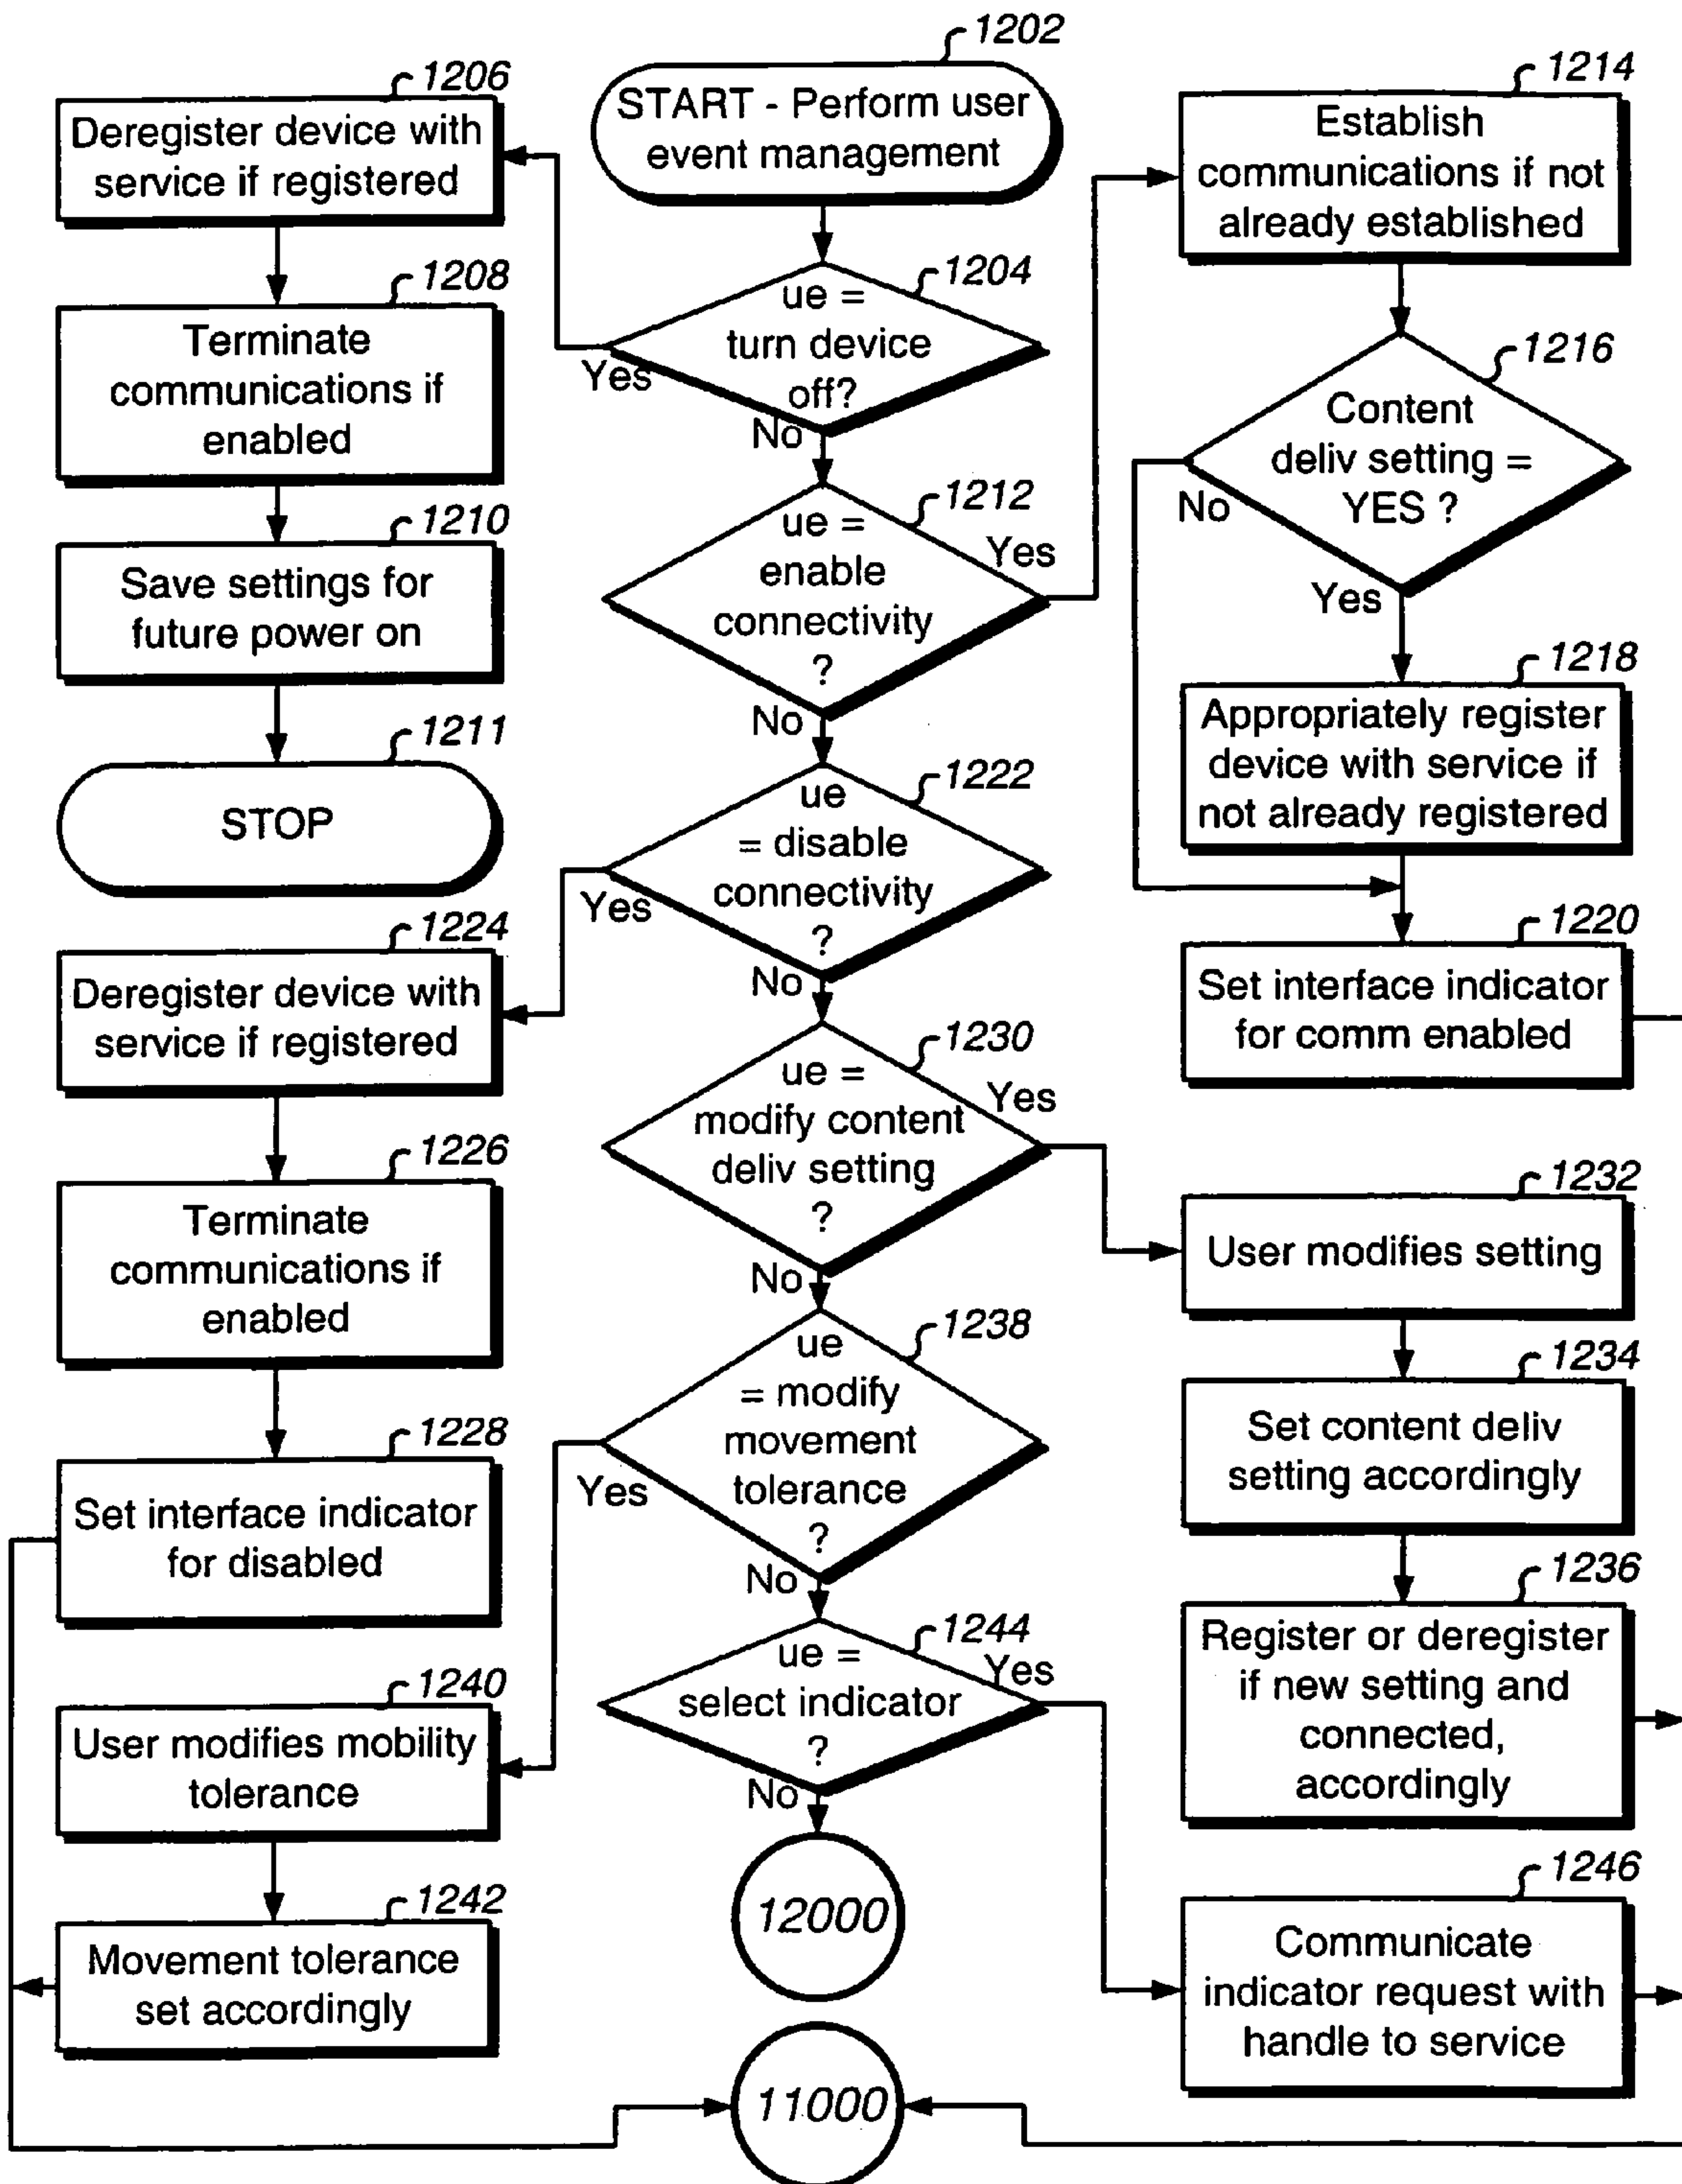 1202
START - Perform user
event management
1206
Deregister device with
service if registered
1208
Terminate
communications if
enabled
1210
Save settings for
future power on
1211
STOP
1204
ue =
turn device
off?
Yes
No
1212
ue =
enable
connectivity
?
Yes
No
1214
Establish
communications if not
already established
1216
Content
deliv setting =
YES ?
No
Yes
1218
Appropriately register
device with service if
not already registered
1220
Set interface indicator
for comm enabled
1222
ue
= disable
connectivity
?
Yes
No
1224
Deregister device with
service if registered
1226
Terminate
communications if
enabled
1228
Set interface indicator
for disabled
1230
ue =
modify content
deliv setting
?
Yes
No
1232
User modifies setting
1234
Set content deliv
setting accordingly
1236
Register or deregister
if new setting and
connected,
accordingly
1238
ue
= modify
movement
tolerance
?
Yes
No
1240
User modifies mobility
tolerance
1242
Movement tolerance
set accordingly
1244
ue =
select indicator
?
Yes
No
1246
Communicate
indicator request with
handle to service
12000
11000